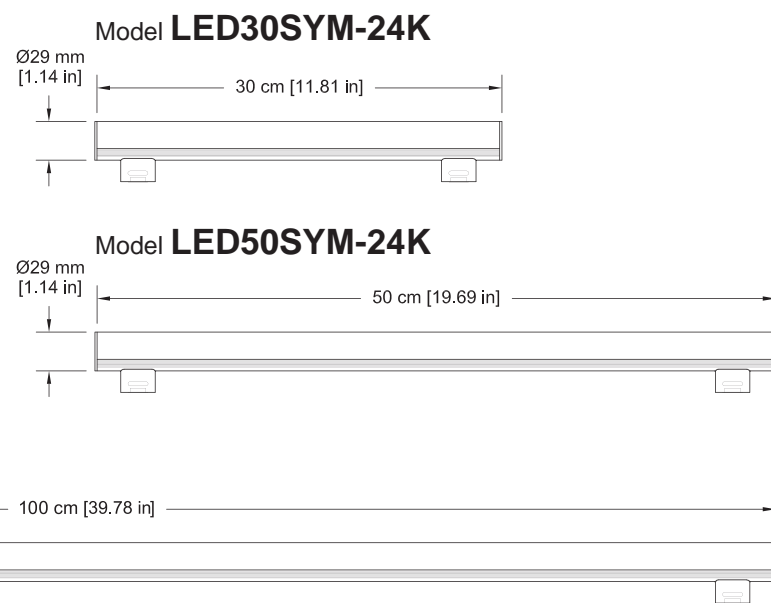 Model LED30SYM-24K
Ø29 mm
[1.14 in]
30 cm [11.81 in]
Model LED50SYM-24K
Ø29 mm
[1.14 in]
50 cm [19.69 in]
100 cm [39.78 in]